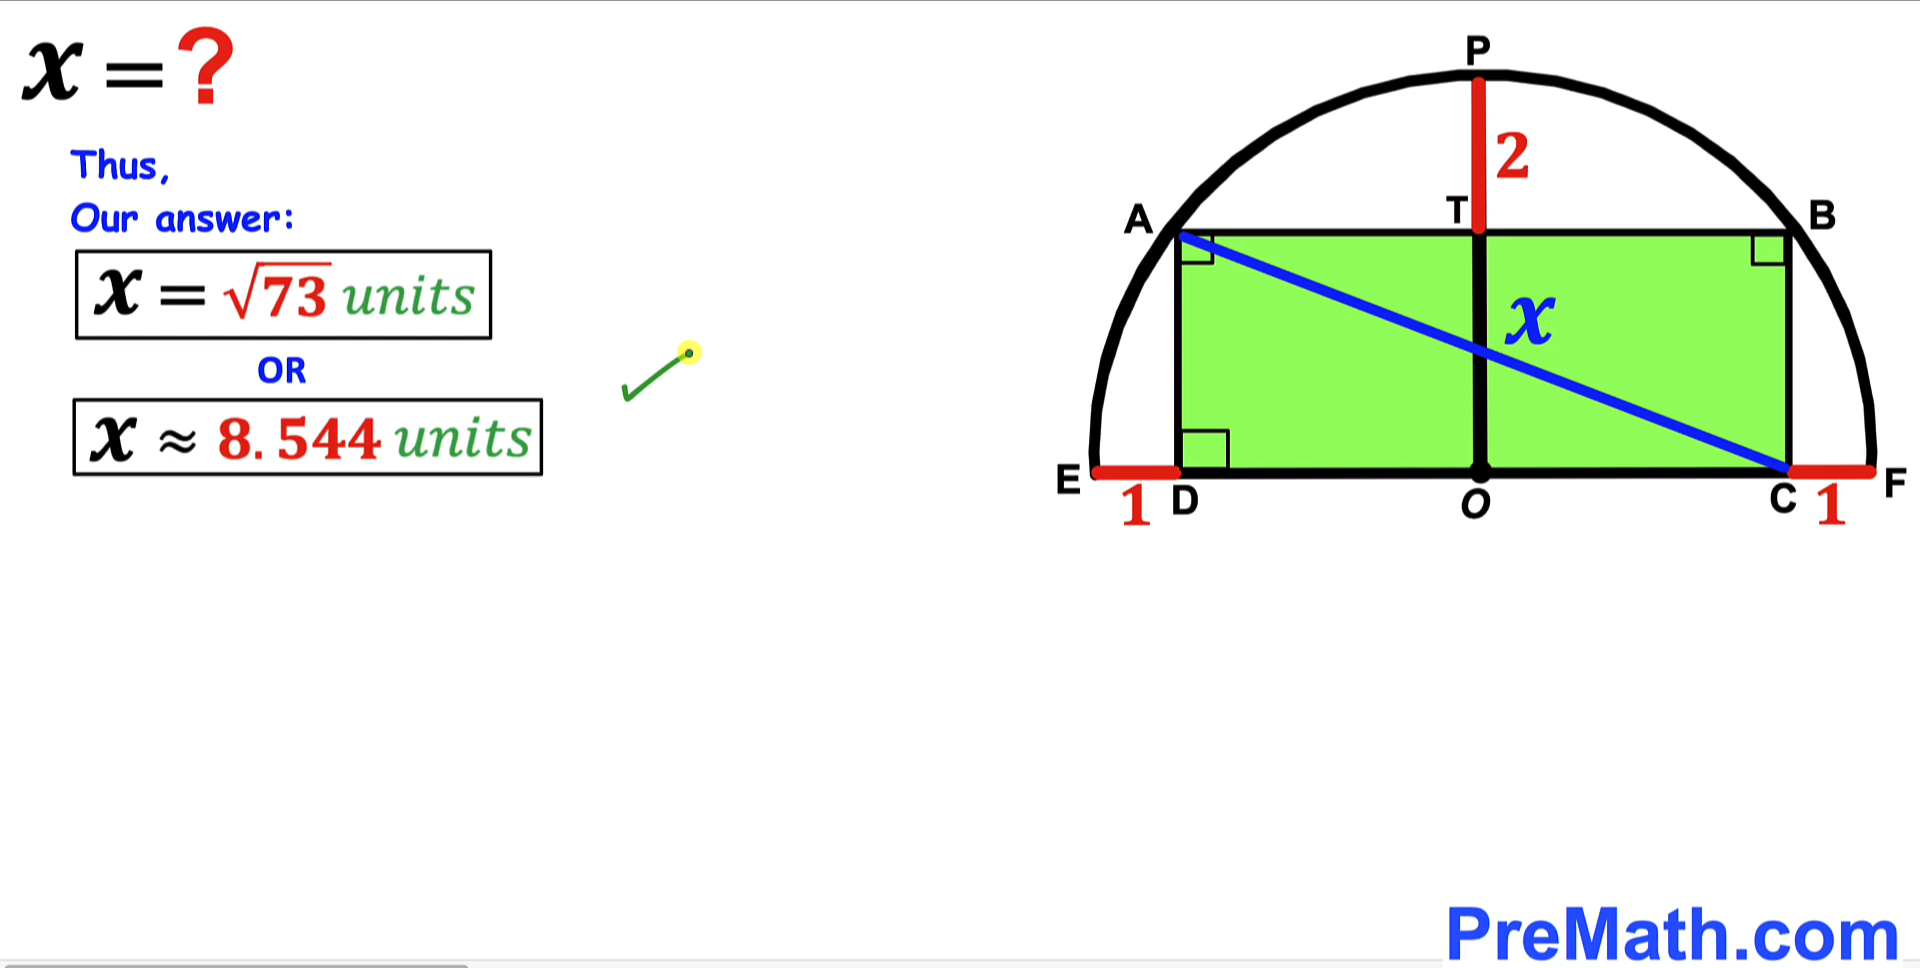 x = ?
Thus,
Our answer:
x = √73 units
OR
x ≈ 8.544 units
P
2
A
T
B
x
E
1
D
O
C
1
F
PreMath.com